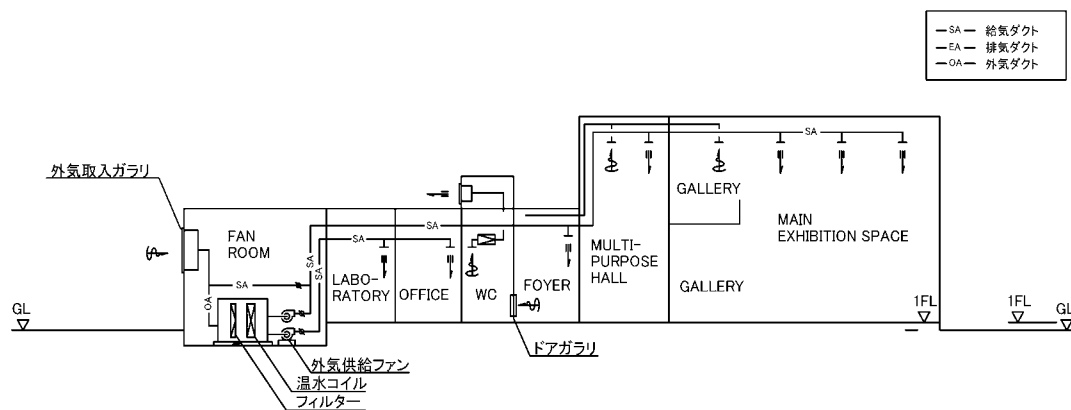 SA 給気ダクト
EA 排気ダクト
OA 外気ダクト
SA
外気取入ガラリ
FAN
ROOM
SA
SA
SA
SA
SA
OA
LABO-
RATORY
OFFICE
WC
FOYER
MULTI-
PURPOSE
HALL
GALLERY
GALLERY
MAIN
EXHIBITION SPACE
GL
1FL
1FL
GL
ドアガラリ
外気供給ファン
温水コイル
フィルター